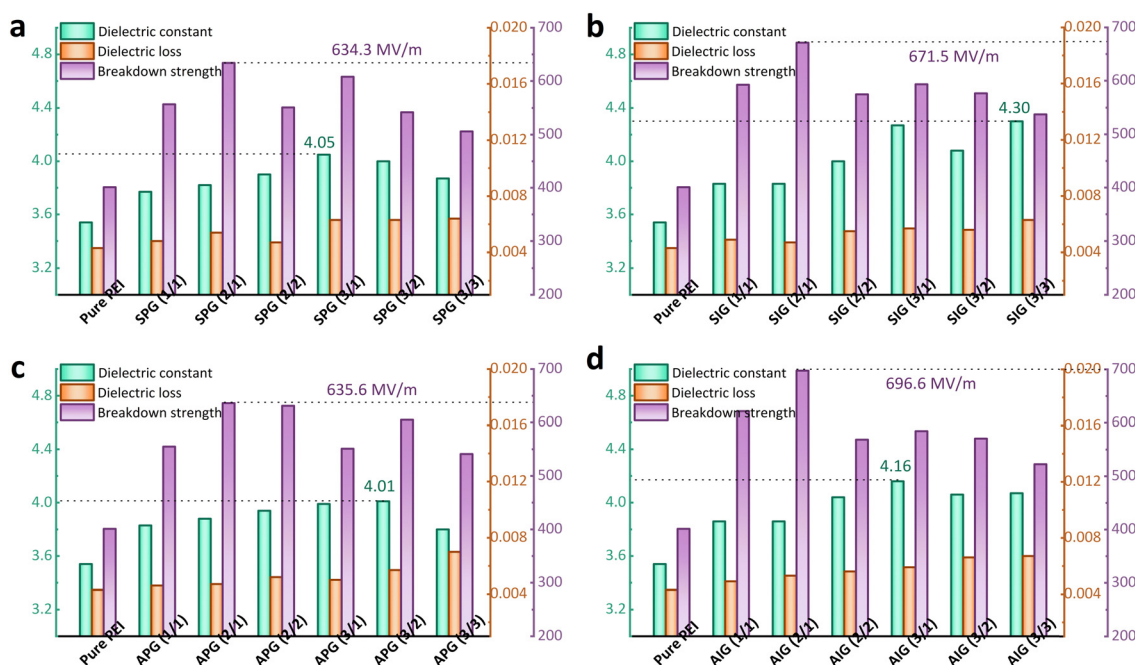 a
Dielectric constant
Dielectric loss
Breakdown strength
634.3 MV/m
4.05
4.8
4.4
4.0
3.6
3.2
0.020
0.016
0.012
0.008
0.004
700
600
500
400
300
200
Pure PEI
SPG (1/1)
SPG (2/1)
SPG (2/2)
SPG (3/1)
SPG (3/2)
SPG (3/3)
b
Dielectric constant
Dielectric loss
Breakdown strength
671.5 MV/m
4.30
4.8
4.4
4.0
3.6
3.2
0.020
0.016
0.012
0.008
0.004
700
600
500
400
300
200
Pure PEI
SIG (1/1)
SIG (2/1)
SIG (2/2)
SIG (3/1)
SIG (3/2)
SIG (3/3)
c
Dielectric constant
Dielectric loss
Breakdown strength
635.6 MV/m
4.01
4.8
4.4
4.0
3.6
3.2
0.020
0.016
0.012
0.008
0.004
700
600
500
400
300
200
Pure PEI
APG (1/1)
APG (2/1)
APG (2/2)
APG (3/1)
APG (3/2)
APG (3/3)
d
Dielectric constant
Dielectric loss
Breakdown strength
696.6 MV/m
4.16
4.8
4.4
4.0
3.6
3.2
0.020
0.016
0.012
0.008
0.004
700
600
500
400
300
200
Pure PEI
AIG (1/1)
AIG (2/1)
AIG (2/2)
AIG (3/1)
AIG (3/2)
AIG (3/3)